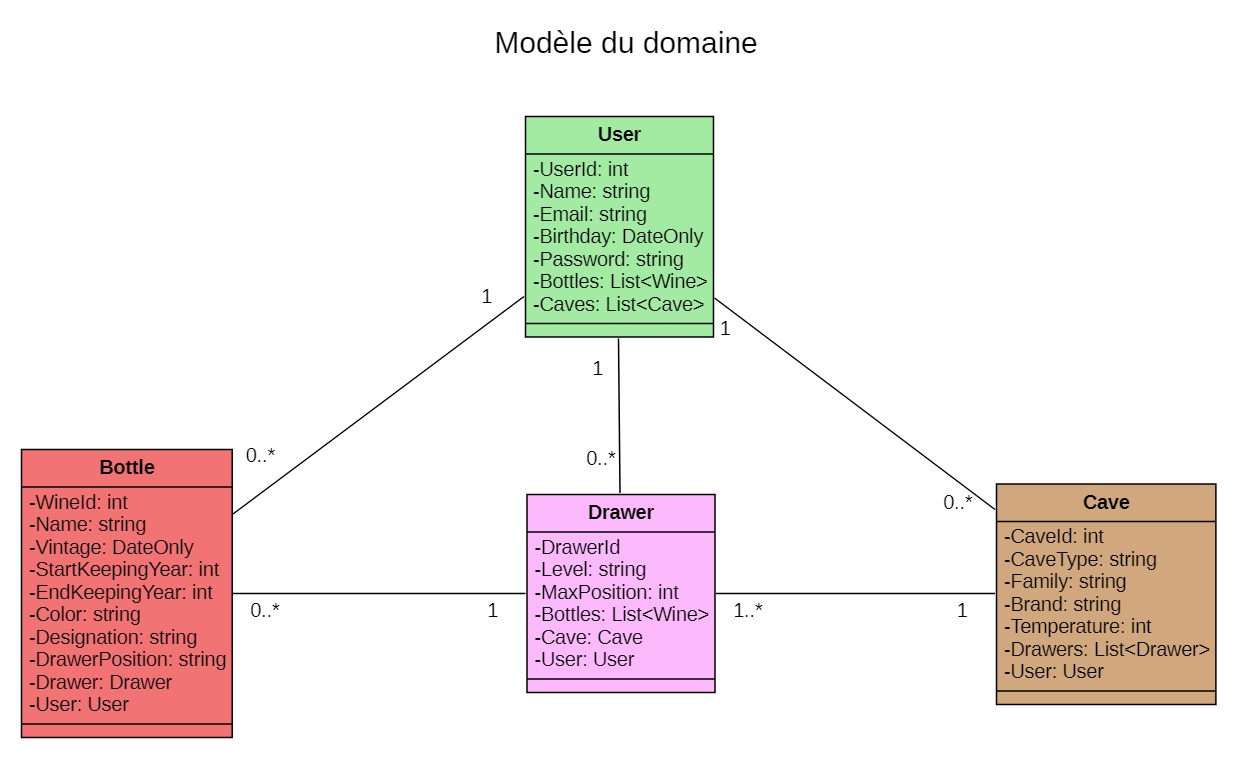 Modèle du domaine
User
-UserId: int
-Name: string
-Email: string
-Birthday: DateOnly
-Password: string
-Bottles: List<Wine>
-Caves: List<Cave>
1
1
1
0..*
0..*
0..*
Bottle
-WineId: int
-Name: string
-Vintage: DateOnly
-StartKeepingYear: int
-EndKeepingYear: int
-Color: string
-Designation: string
-DrawerPosition: string
-Drawer: Drawer
-User: User
0..*
1
Drawer
-DrawerId
-Level: string
-MaxPosition: int
-Bottles: List<Wine>
-Cave: Cave
-User: User
1..*
1
Cave
-CaveId: int
-CaveType: string
-Family: string
-Brand: string
-Temperature: int
-Drawers: List<Drawer>
-User: User